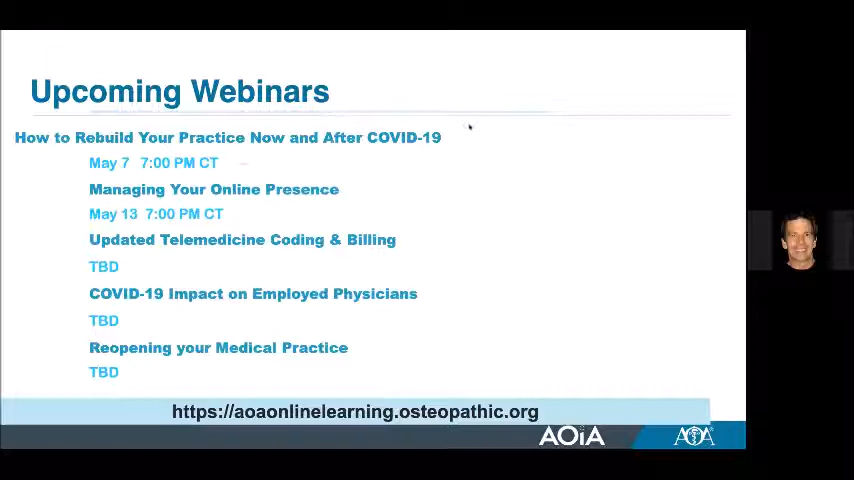 Upcoming Webinars
How to Rebuild Your Practice Now and After COVID-19
May 7 7:00 PM CT
Managing Your Online Presence
May 13 7:00 PM CT
Updated Telemedicine Coding & Billing
TBD
COVID-19 Impact on Employed Physicians
TBD
Reopening your Medical Practice
TBD
https://aoaonlinelearning.osteopathic.org
AOiA AOA